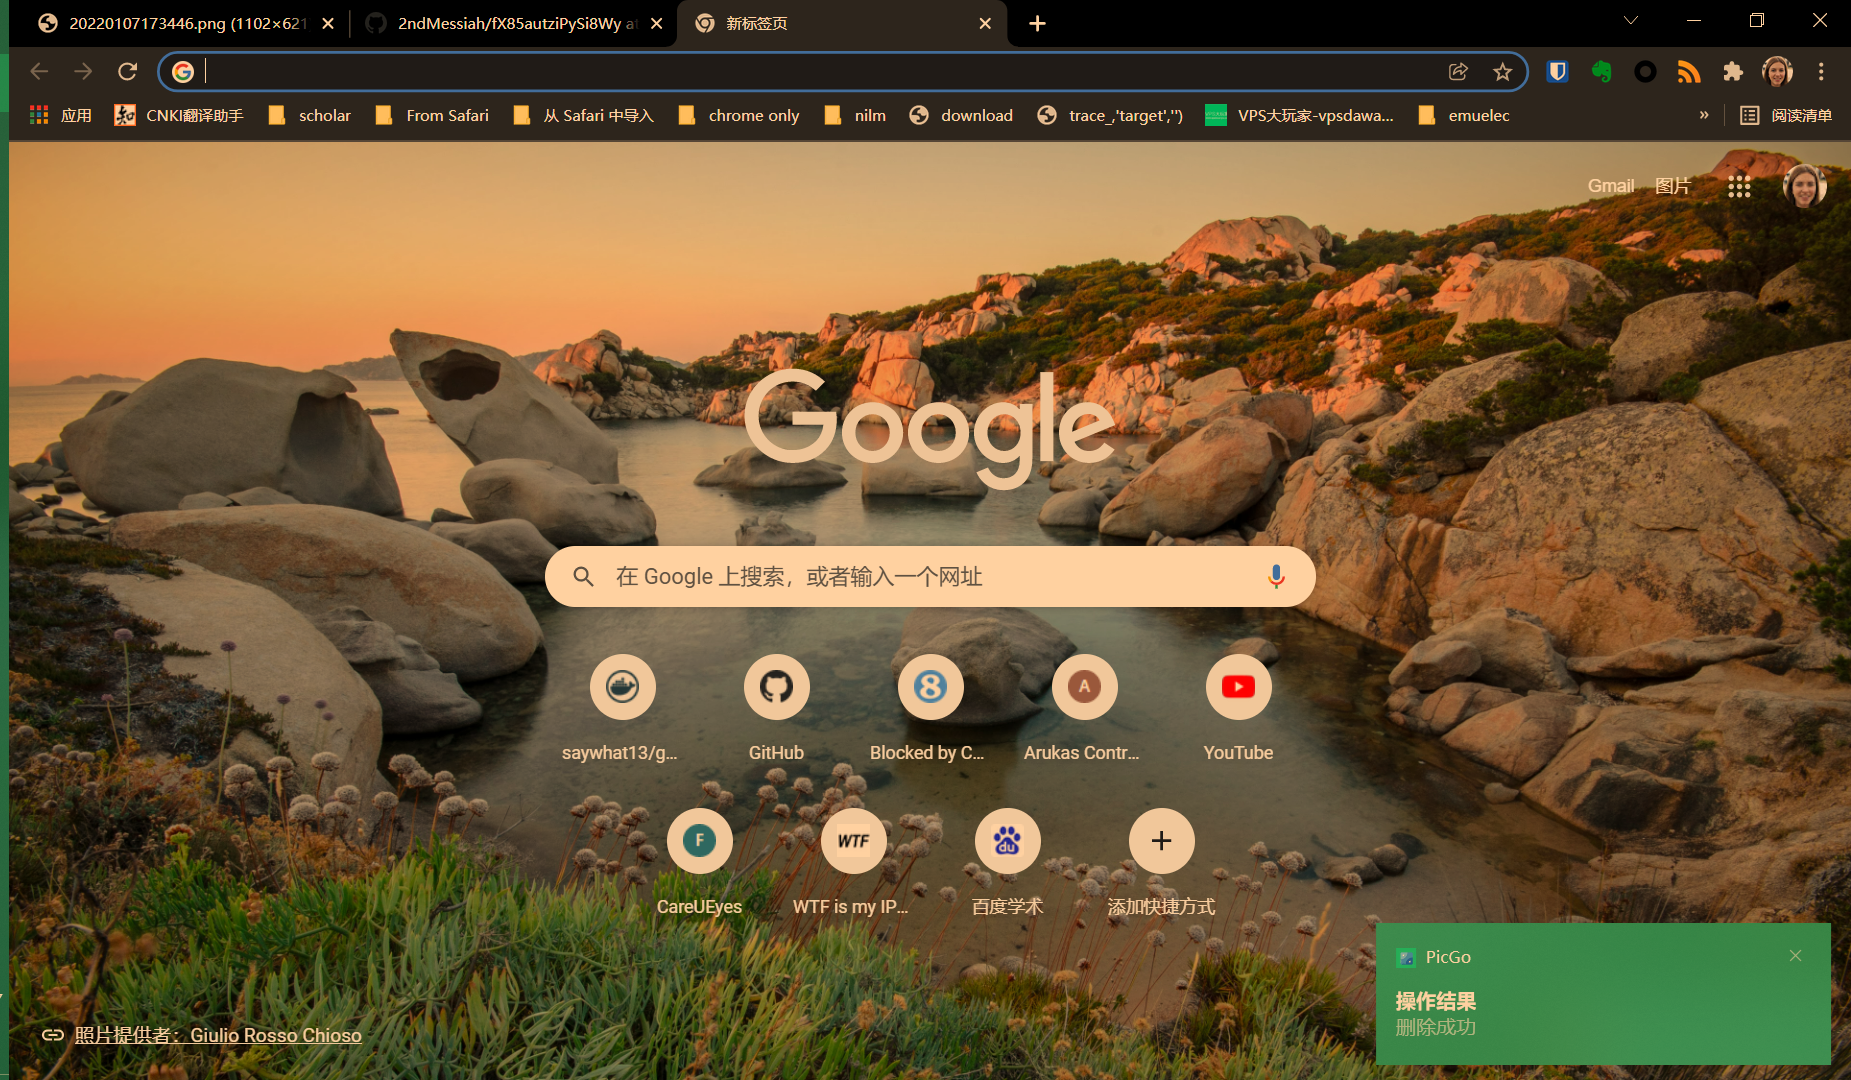 20220107173446.png (1102×621
2ndMessiah/fX85autziPySi8Wy at
新标签页
应用
CNKI翻译助手
scholar
From Safari
从 Safari 中导入
chrome only
nilm
download
trace_,'target','')
VPS大玩家-vpsdawa...
emuelec
»
阅读清单
Gmail
图片
Google
在 Google 上搜索，或者输入一个网址
saywhat13/g...
GitHub
Blocked by C...
A
Arukas Contr...
YouTube
F
CareUEyes
WTF
WTF is my IP...
du
百度学术
添加快捷方式
PicGo
操作结果
删除成功
照片提供者：Giulio Rosso Chioso